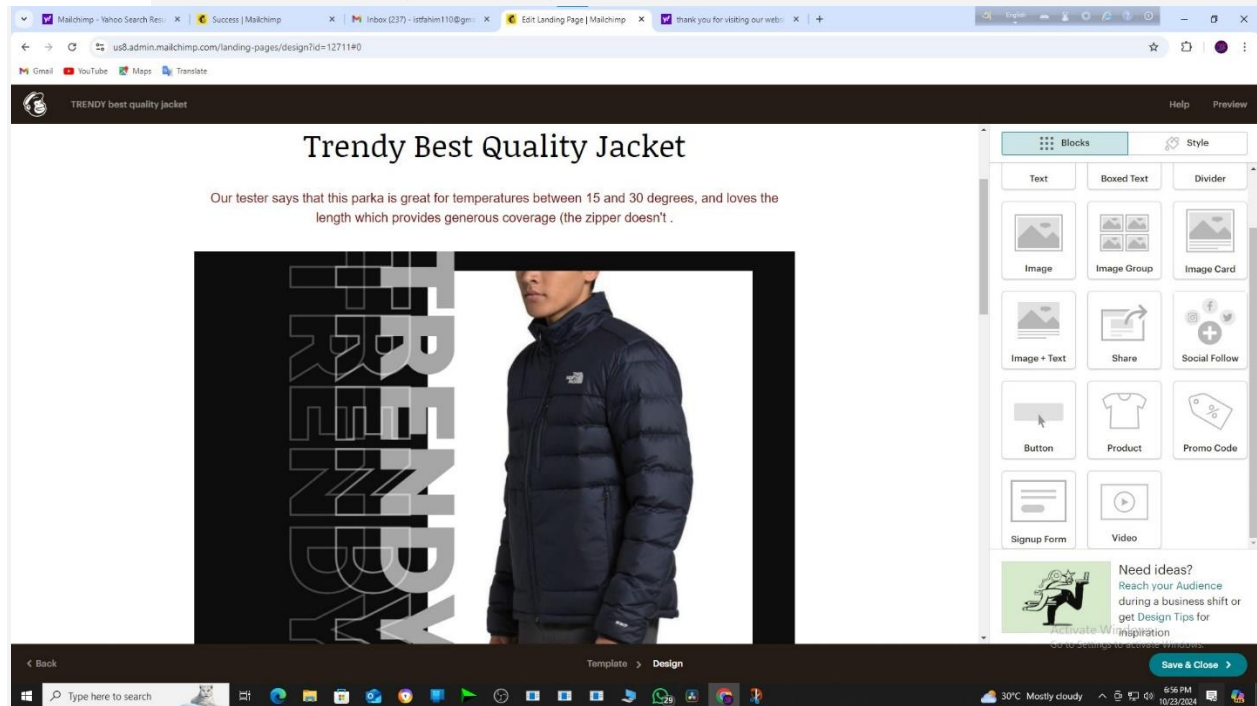 Mailchimp - Yahoo Search Resu
Success | Mailchimp
Inbox (237) - istfahim110@gm
Edit Landing Page | Mailchimp
thank you for visiting our webs
English
us8.admin.mailchimp.com/landing-pages/design?id=12711#0
Gmail
YouTube
Maps
Translate
TRENDY best quality jacket
Help
Preview
Trendy Best Quality Jacket
Our tester says that this parka is great for temperatures between 15 and 30 degrees, and loves the
length which provides generous coverage (the zipper doesn't .
TRENDY
TRENDY
TRENDY
Blocks
Style
Text
Boxed Text
Divider
Image
Image Group
Image Card
Image + Text
Share
Social Follow
Button
Product
Promo Code
Signup Form
Video
Need ideas?
Reach your Audience
during a business shift or
get Design Tips for
inspiration
Activate Windows
Go to Settings to activate Windows.
Back
Template
Design
Save & Close
Type here to search
29
30°C Mostly cloudy
6:56 PM
10/23/2024